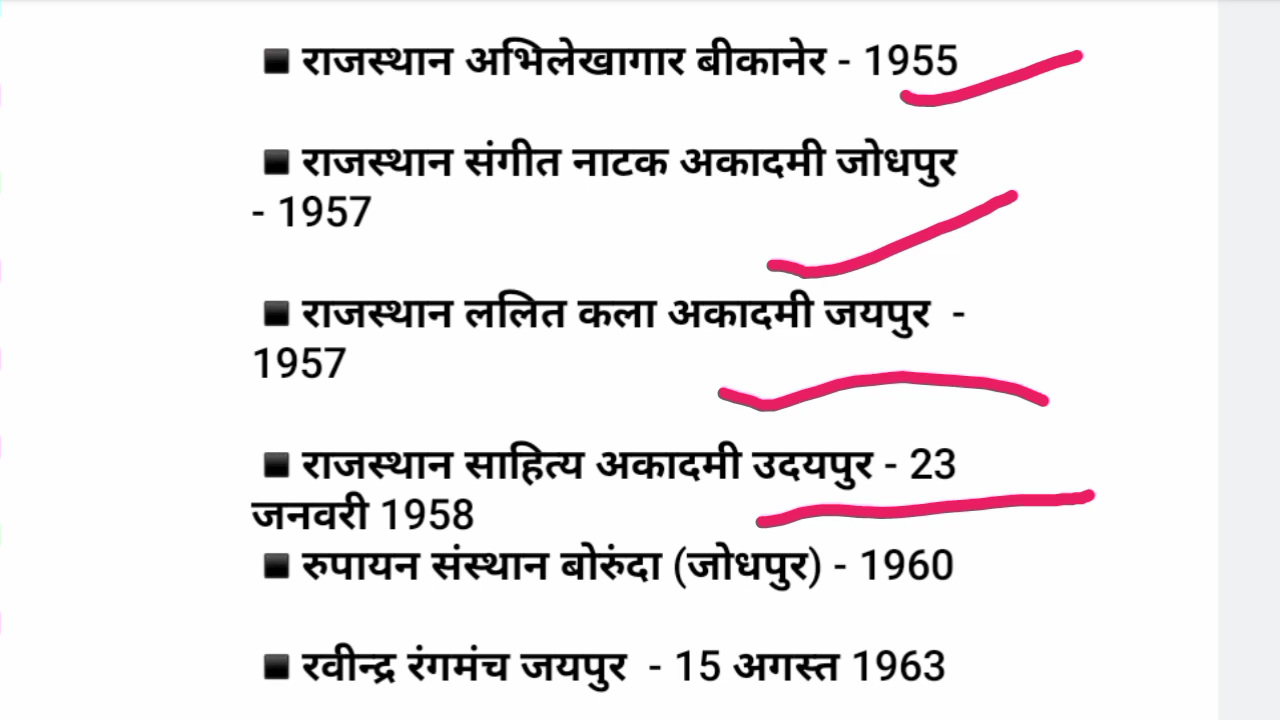 ▪ राजस्थान अभिलेखागार बीकानेर - 1955
▪ राजस्थान संगीत नाटक अकादमी जोधपुर
- 1957
▪ राजस्थान ललित कला अकादमी जयपुर -
1957
▪ राजस्थान साहित्य अकादमी उदयपुर - 23
जनवरी 1958
▪ रुपायन संस्थान बोरुंदा (जोधपुर) - 1960
▪ रवीन्द्र रंगमंच जयपुर - 15 अगस्त 1963